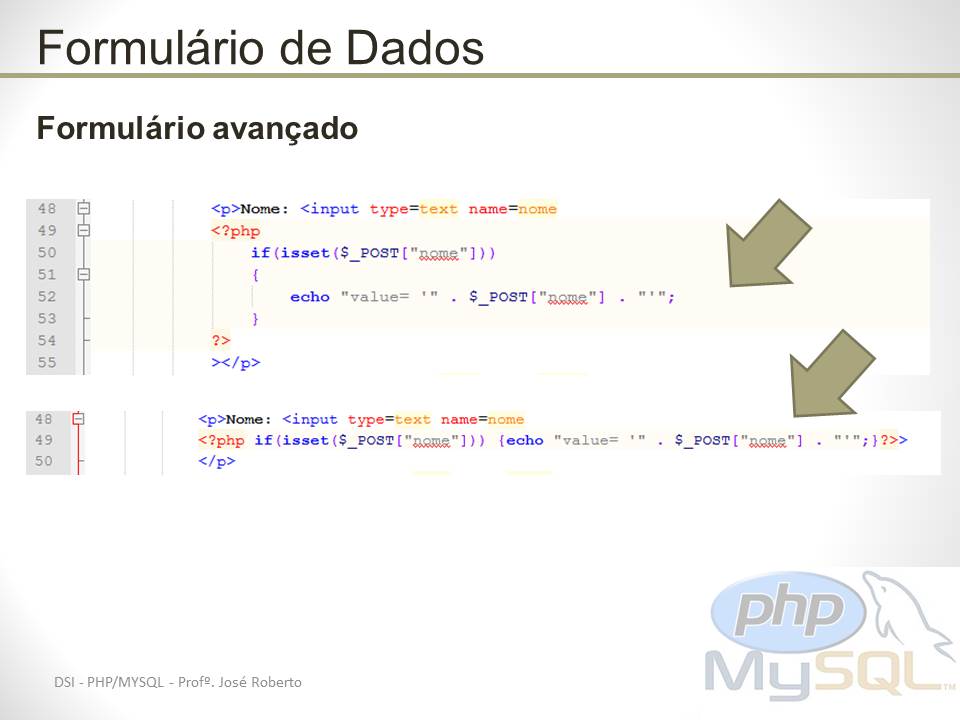 Formulário de Dados
Formulário avançado
48 <p>Nome: <input type=text name=nome
49 <?php
50 if(isset($_POST["nome"]))
51 {
52 echo "value= '" . $_POST["nome"] . "'";
53 }
54 ?>
55 ></p>
48 <p>Nome: <input type=text name=nome
49 <?php if(isset($_POST["nome"])) {echo "value= '" . $_POST["nome"] . "'";}?>>
50 </p>
php
MySQL™
DSI - PHP/MYSQL - Profº. José Roberto